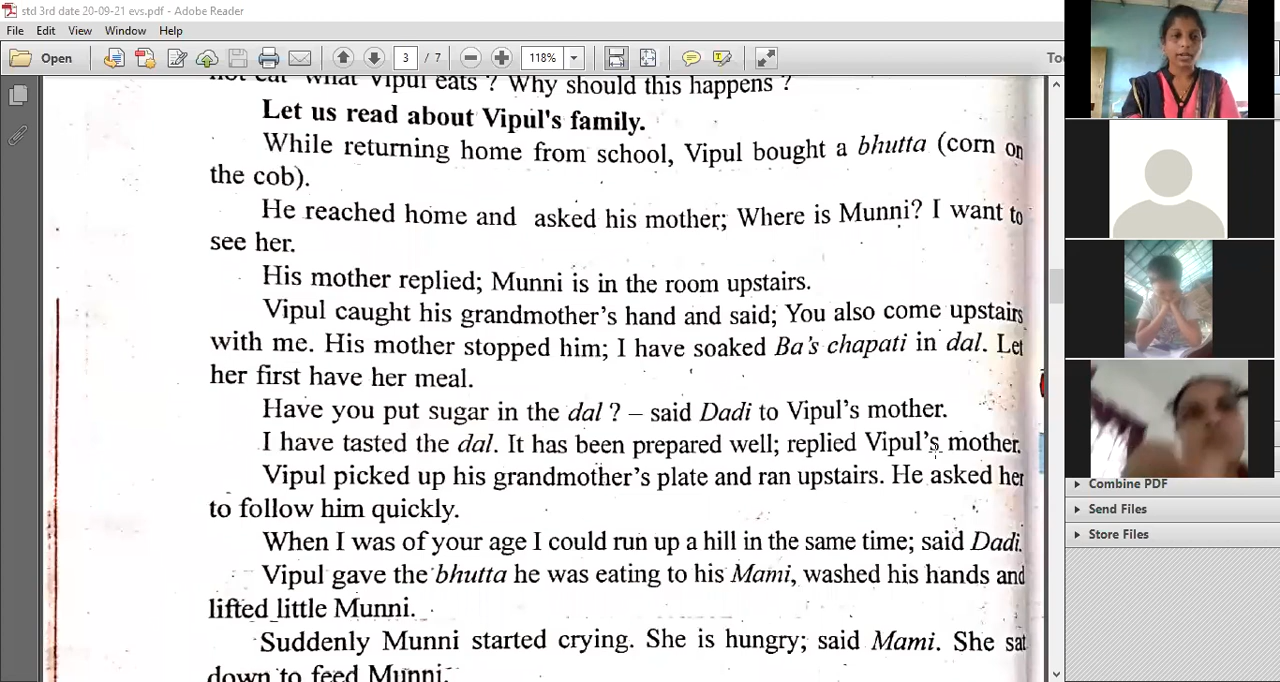 std 3rd date 20-09-21 evs.pdf - Adobe Reader
File Edit View Window Help
Open 3 / 7 118%
not eat What Vipul eats ? Why should this happens ?
Let us read about Vipul's family.
While returning home from school, Vipul bought a bhutta (corn on
the cob).
He reached home and asked his mother; Where is Munni? I want to
see her.
His mother replied; Munni is in the room upstairs.
Vipul caught his grandmother's hand and said; You also come upstairs
with me. His mother stopped him; I have soaked Ba's chapati in dal. Let
her first have her meal.
Have you put sugar in the dal ? – said Dadi to Vipul's mother.
I have tasted the dal. It has been prepared well; replied Vipul's mother.
Vipul picked up his grandmother's plate and ran upstairs. He asked her
to follow him quickly.
When I was of your age I could run up a hill in the same time; said Dadi.
Vipul gave the bhutta he was eating to his Mami, washed his hands and
lifted little Munni.
Suddenly Munni started crying. She is hungry; said Mami. She sat
down to feed Munni.
Combine PDF
Send Files
Store Files